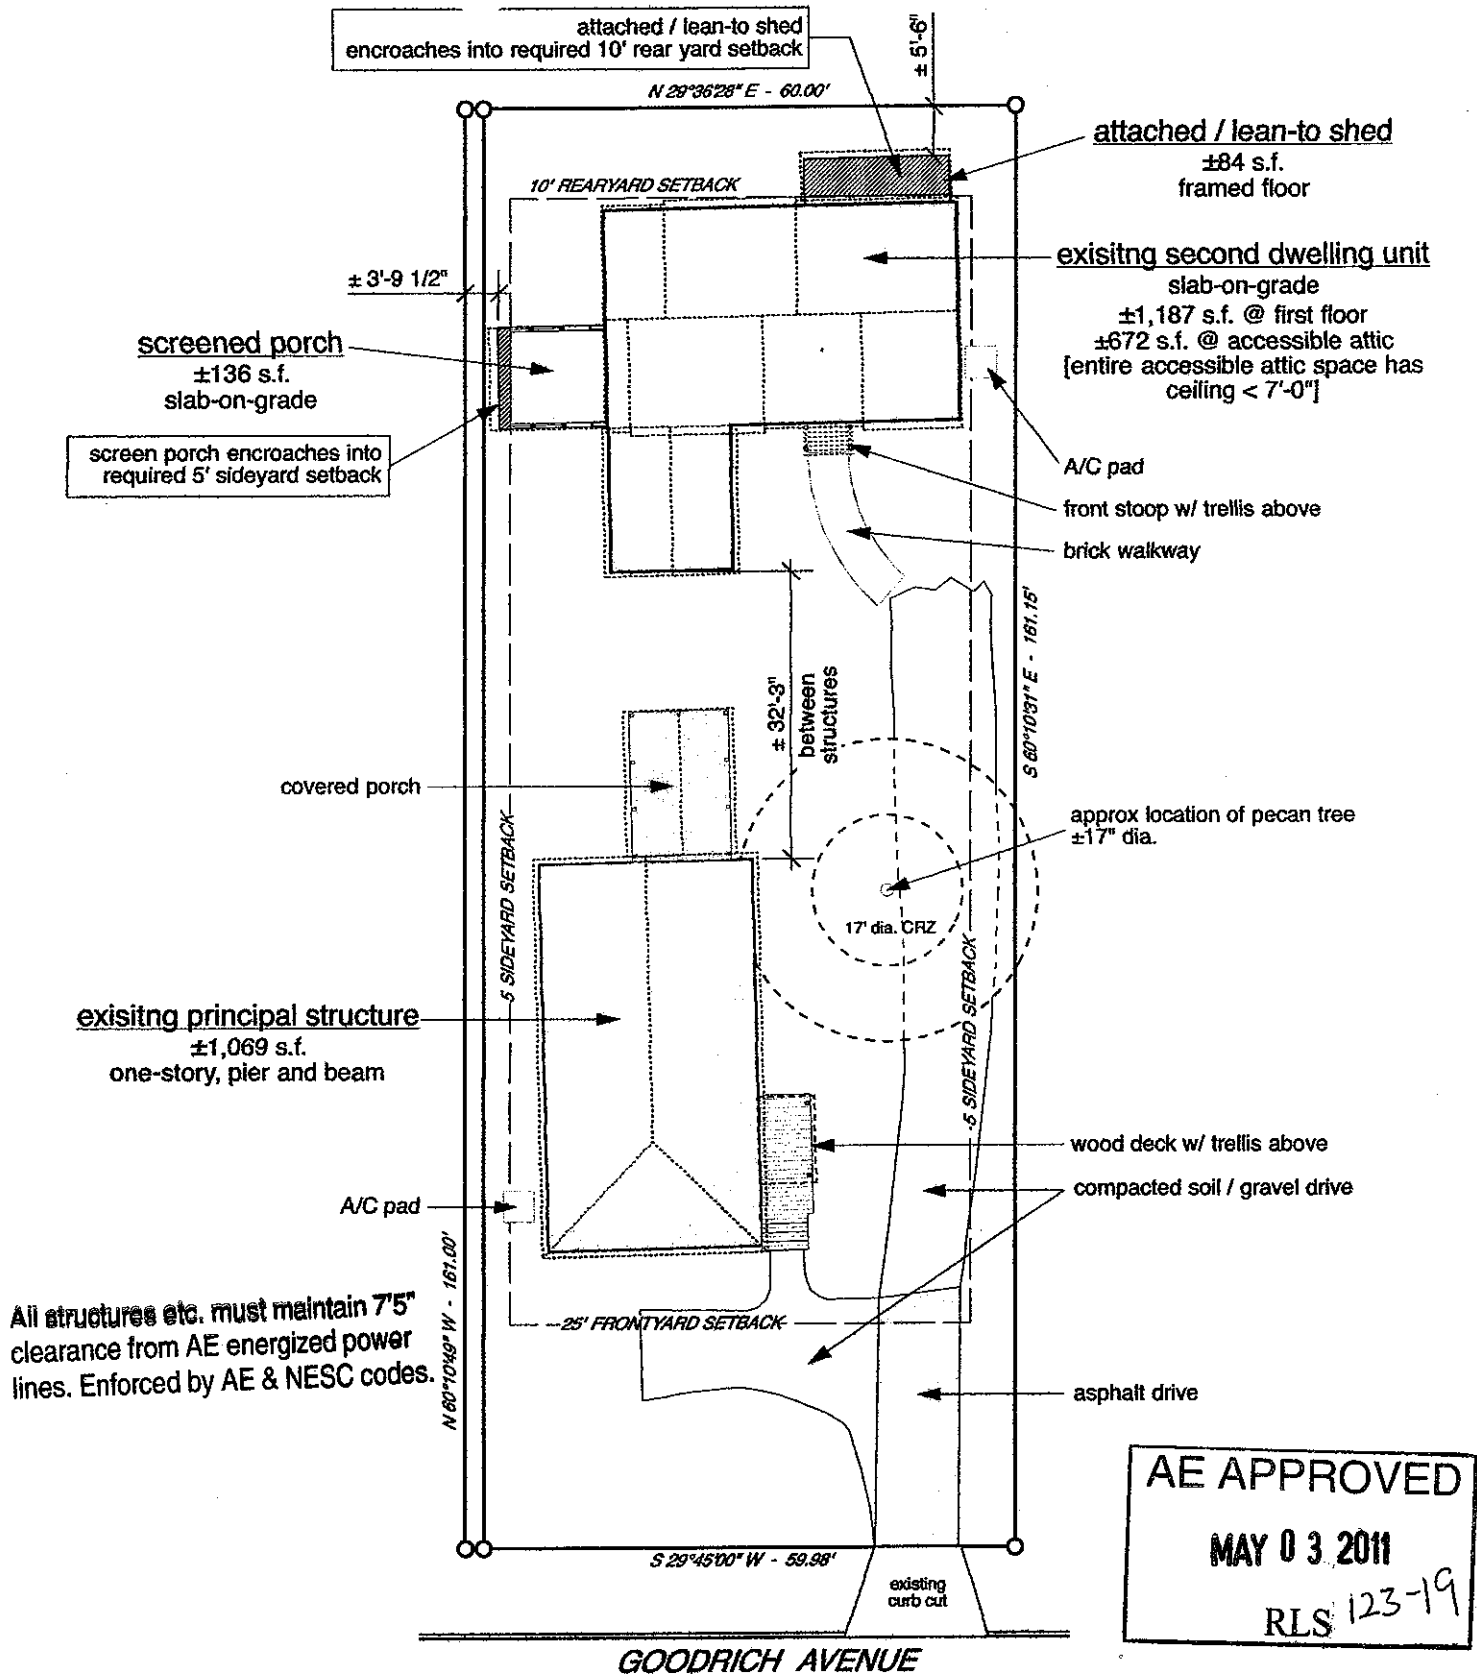 attached / lean-to shed
encroaches into required 10' rear yard setback
± 5'-6"
N 29°36'28" E - 60.00'
attached / lean-to shed
±84 s.f.
framed floor
10' REARYARD SETBACK
exisitng second dwelling unit
slab-on-grade
±1,187 s.f. @ first floor
±672 s.f. @ accessible attic
[entire accessible attic space has
ceiling < 7'-0"]
± 3'-9 1/2"
screened porch
±136 s.f.
slab-on-grade
screen porch encroaches into
required 5' sideyard setback
A/C pad
front stoop w/ trellis above
brick walkway
S 60°10'31" E - 161.15'
± 32'-3"
between
structures
covered porch
approx location of pecan tree
±17" dia.
5 SIDEYARD SETBACK
17' dia. CRZ
5 SIDEYARD SETBACK
exisitng principal structure
±1,069 s.f.
one-story, pier and beam
wood deck w/ trellis above
compacted soil / gravel drive
A/C pad
N 60°10'49" W - 161.00'
All structures etc. must maintain 7'5"
clearance from AE energized power
lines. Enforced by AE & NESC codes.
25' FRONTYARD SETBACK
asphalt drive
AE APPROVED
MAY 03 2011
RLS 123-19
S 29°45'00" W - 59.98'
existing
curb cut
GOODRICH AVENUE